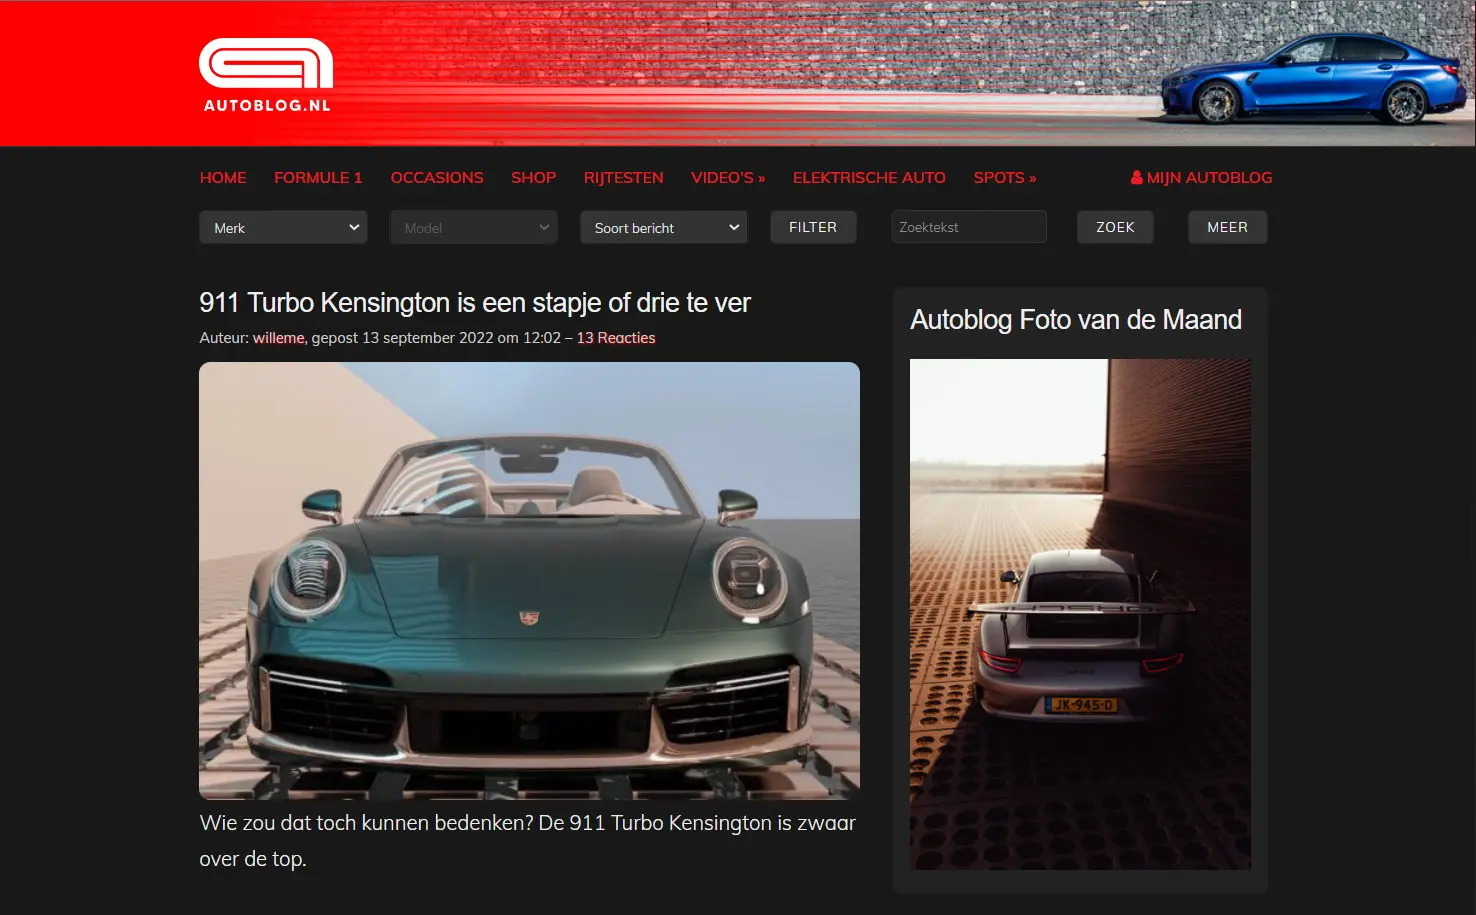 AUTOBLOG.NL
HOME FORMULE 1 OCCASIONS SHOP RIJTESTEN VIDEO'S » ELEKTRISCHE AUTO SPOTS » MIJN AUTOBLOG
Merk Model Soort bericht FILTER Zoektekst ZOEK MEER
911 Turbo Kensington is een stapje of drie te ver
Auteur: willeme, gepost 13 september 2022 om 12:02 – 13 Reacties
Wie zou dat toch kunnen bedenken? De 911 Turbo Kensington is zwaar
over de top.
Autoblog Foto van de Maand
JK-945-D